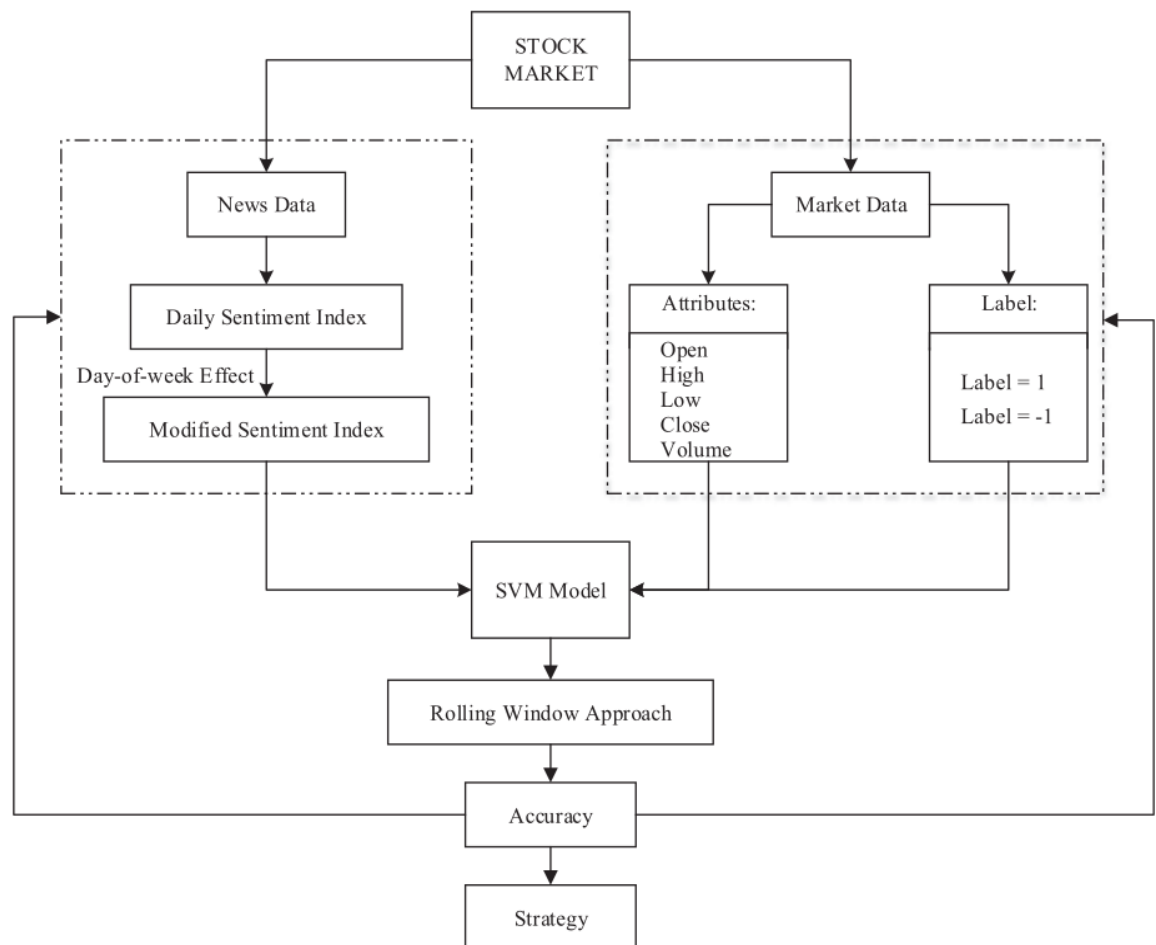 STOCK
MARKET
News Data
Market Data
Daily Sentiment Index
Day-of-week Effect
Modified Sentiment Index
Attributes:
Open
High
Low
Close
Volume
Label:
Label = 1
Label = -1
SVM Model
Rolling Window Approach
Accuracy
Strategy